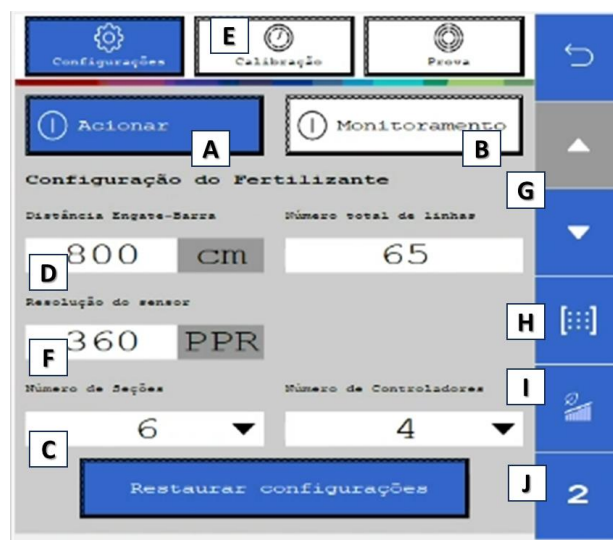 Configurações
E
Calibração
Prova
Acionar
A
Monitoramento
B
Configuração do Fertilizante
G
Distância Engate-Barra
Número total de linhas
800 cm
D
65
Resolução do sensor
H
360 PPR
F
Número de Seções
Número de Controladores
I
6
4
C
Restaurar configurações
J
2